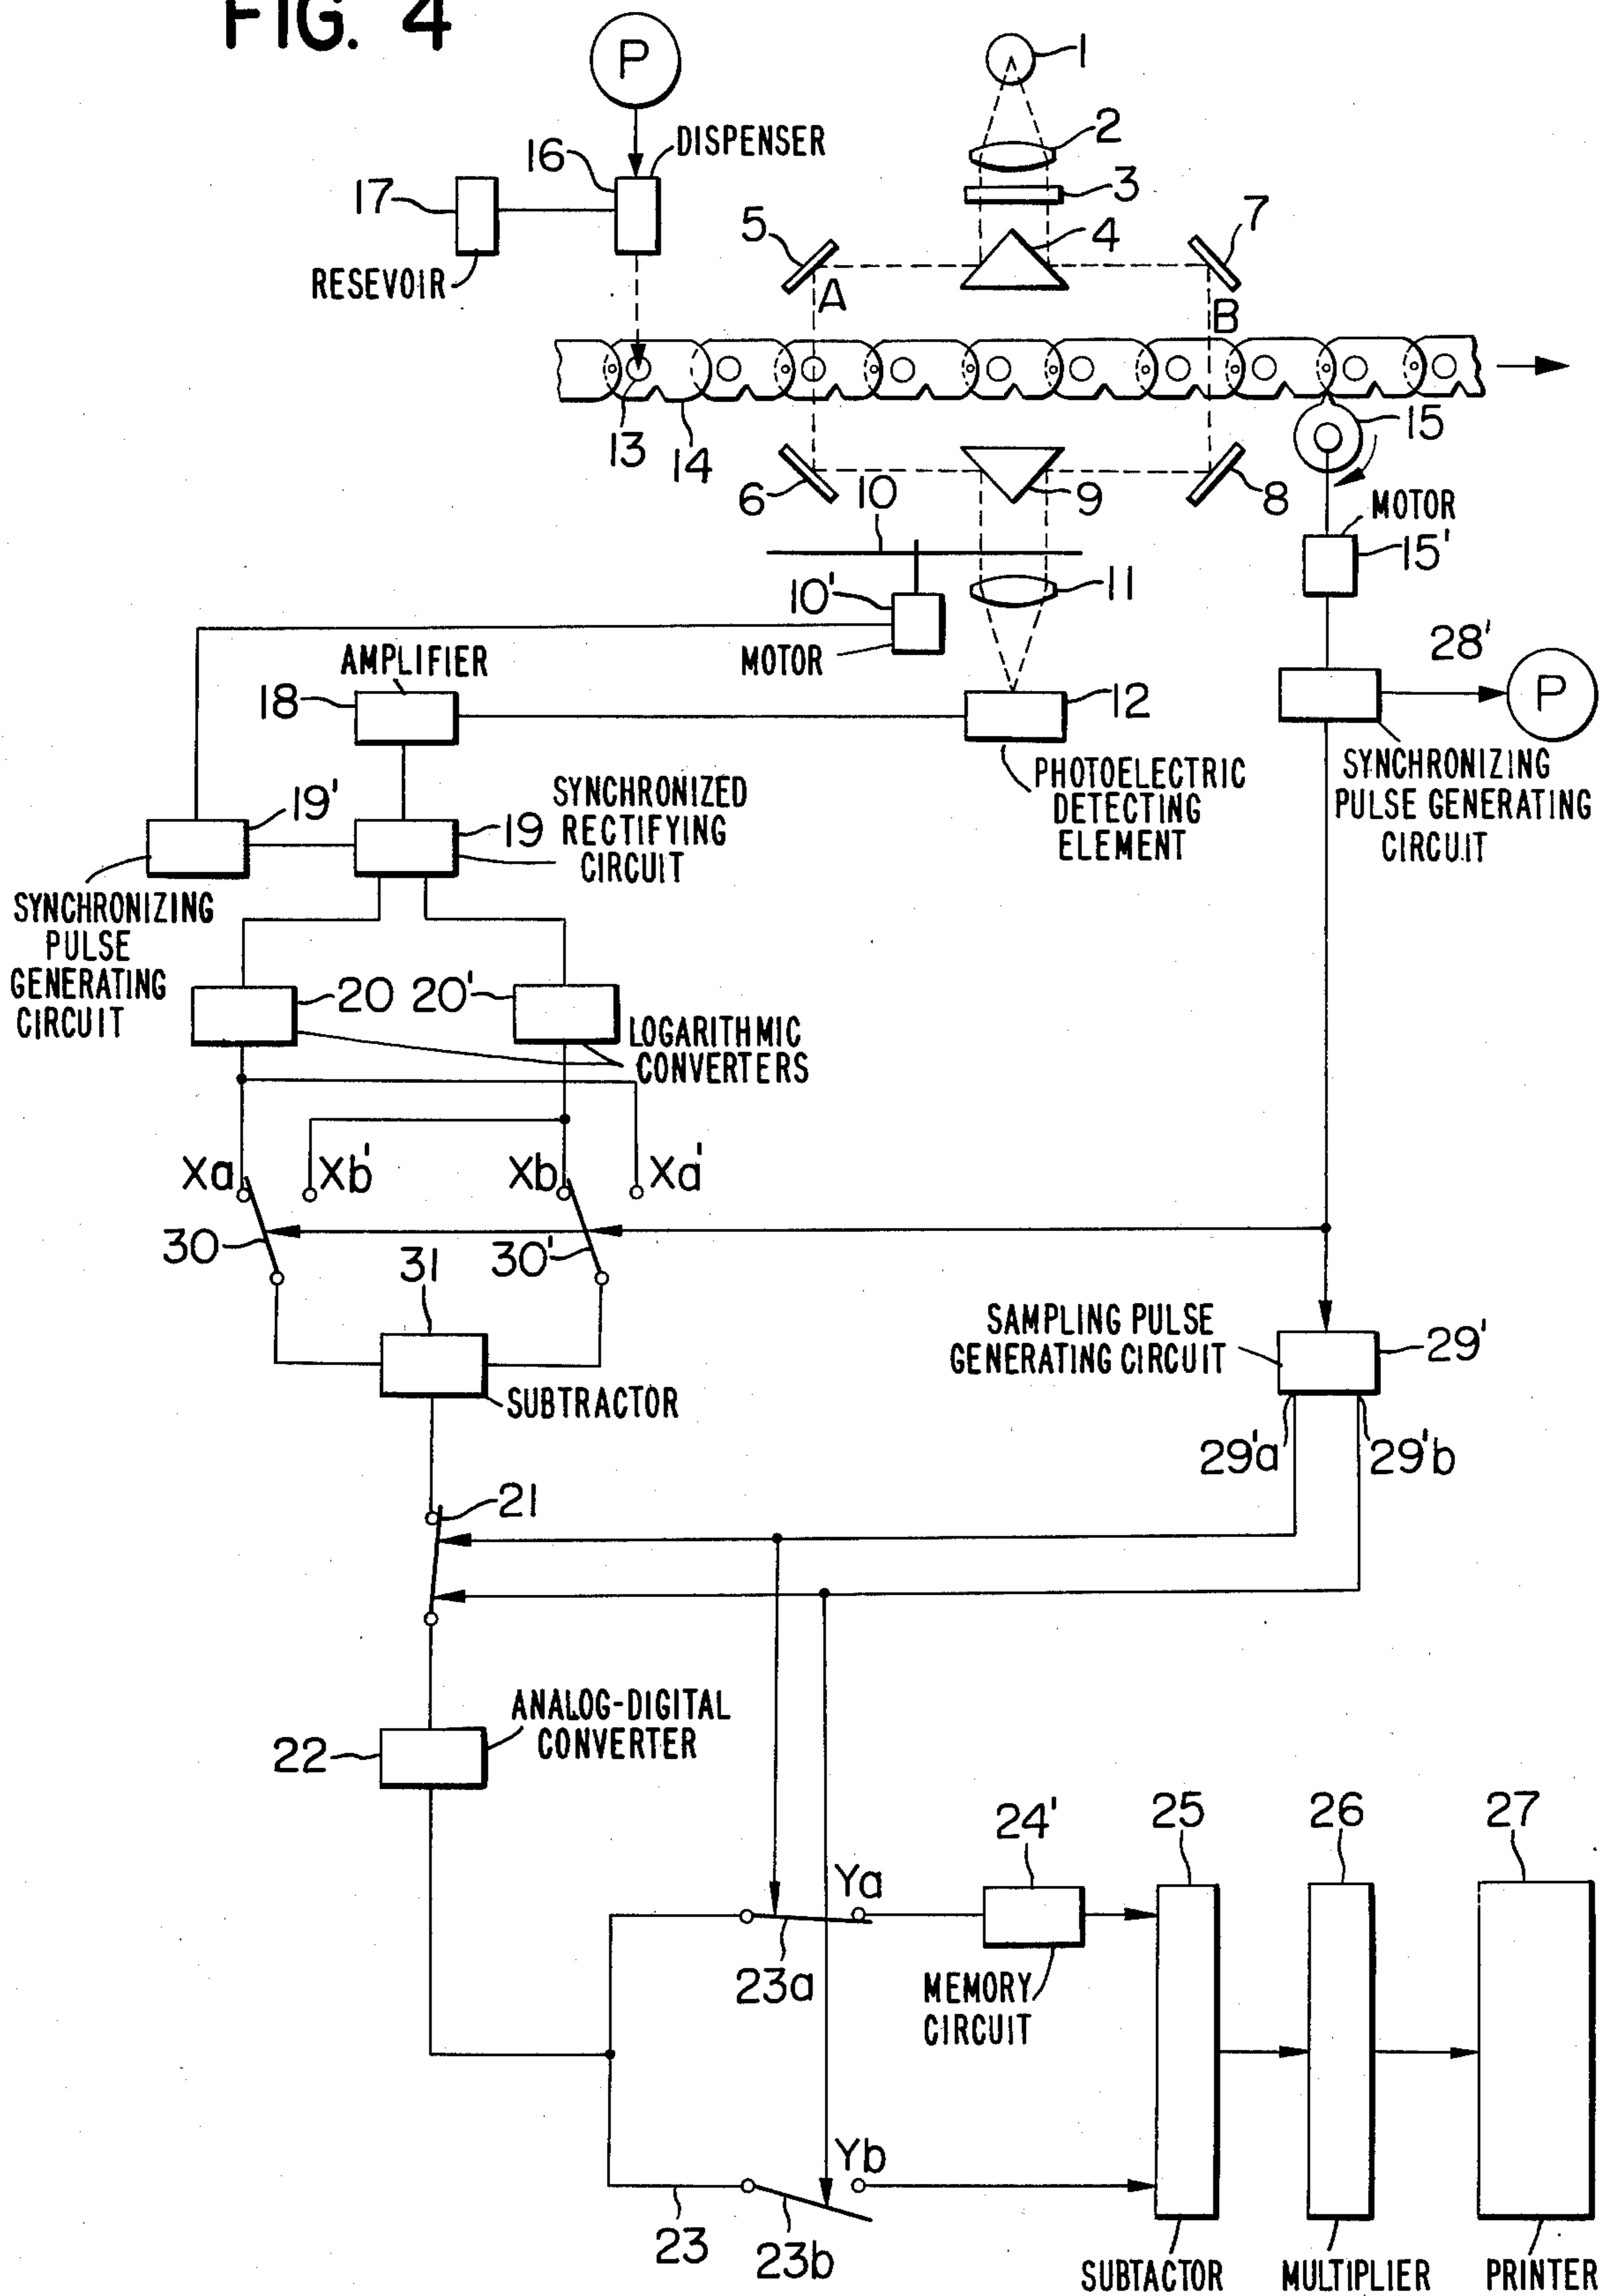 FIG. 4
P
1
2
DISPENSER
16
17
3
5
4
7
RESEVOIR
A
B
13
14
15
6
10
9
8
MOTOR
15'
10'
11
28'
AMPLIFIER
MOTOR
18
12
P
PHOTOELECTRIC
DETECTING
ELEMENT
SYNCHRONIZING
PULSE GENERATING
CIRCUIT
19'
SYNCHRONIZED
19 RECTIFYING
CIRCUIT
SYNCHRONIZING
PULSE
GENERATING
CIRCUIT
20
20'
LOGARITHMIC
CONVERTERS
Xa
Xb'
Xb
Xa'
30
30'
31
SAMPLING PULSE
GENERATING CIRCUIT
29'
SUBTRACTOR
29'a
29'b
21
ANALOG-DIGITAL
CONVERTER
22
24'
25
26
27
Ya
23a
MEMORY
CIRCUIT
Yb
23
23b
SUBTACTOR
MULTIPLIER
PRINTER